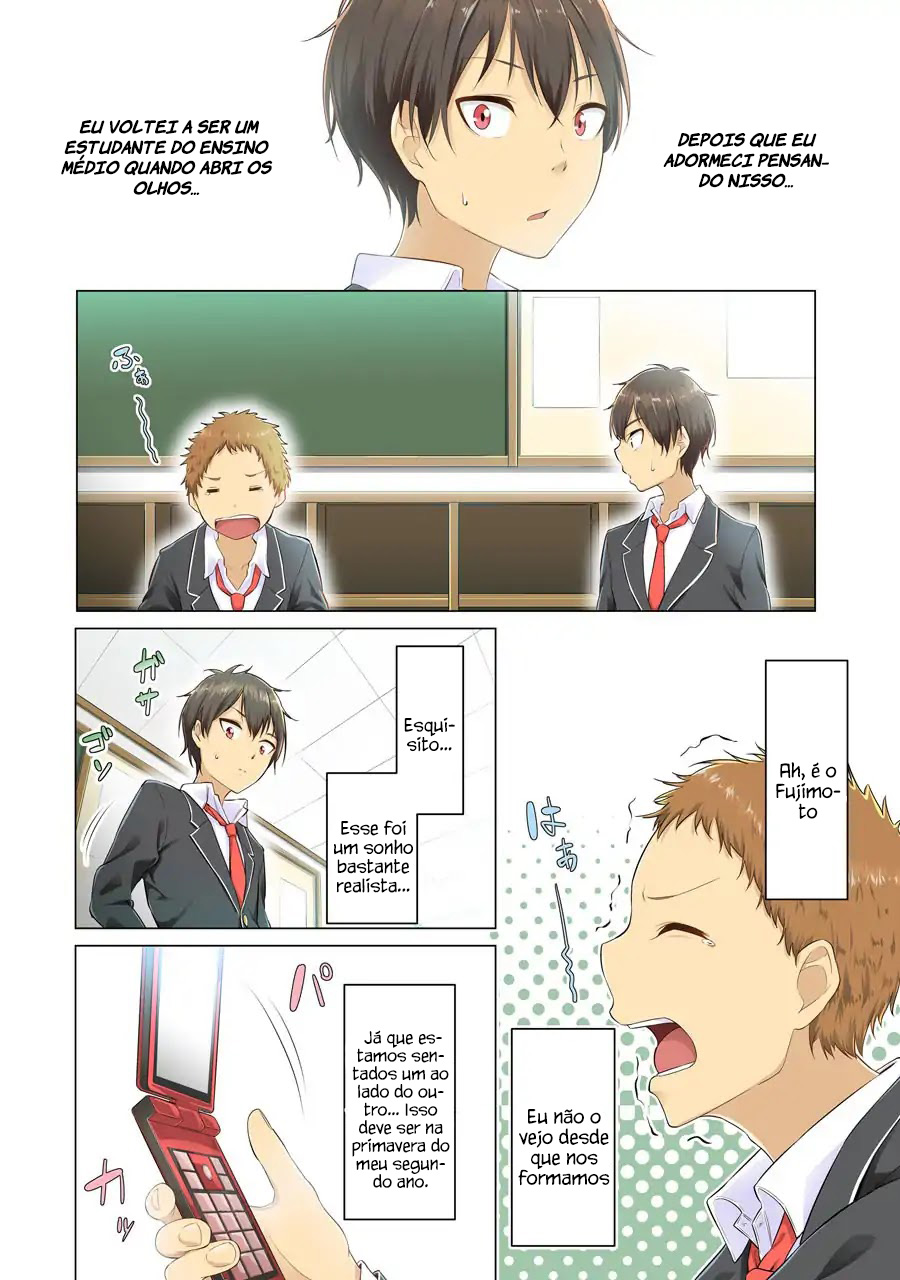 DEPOIS QUE EU
ADORMECI PENSAN-
DO NISSO...
EU VOLTEI A SER UM
ESTUDANTE DO ENSINO
MÉDIO QUANDO ABRI OS
OLHOS...
ふぁ
Ah, é o
Fujimo-
to
はぁ
Eu não o
vejo desde
que nos
formamos
Esqui-
sito...
Esse foi
um sonho
bastante
realista...
ガサ
ゴソ
Já que es-
tamos sen-
tados um ao
lado do ou-
tro... Isso
deve ser na
primavera do
meu segun-
do ano.
パ
カッ